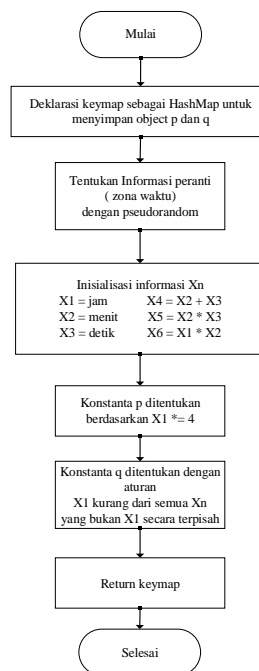 Mulai
Deklarasi keymap sebagai HashMap untuk
menyimpan object p dan q
Tentukan Informasi peranti
( zona waktu)
dengan pseudorandom
Inisialisasi informasi Xn
X1 = jam X4 = X2 + X3
X2 = menit X5 = X2 * X3
X3 = detik X6 = X1 * X2
Konstanta p ditentukan
berdasarkan X1 *= 4
Konstanta q ditentukan dengan
aturan
X1 kurang dari semua Xn
yang bukan X1 secara terpisah
Return keymap
Selesai